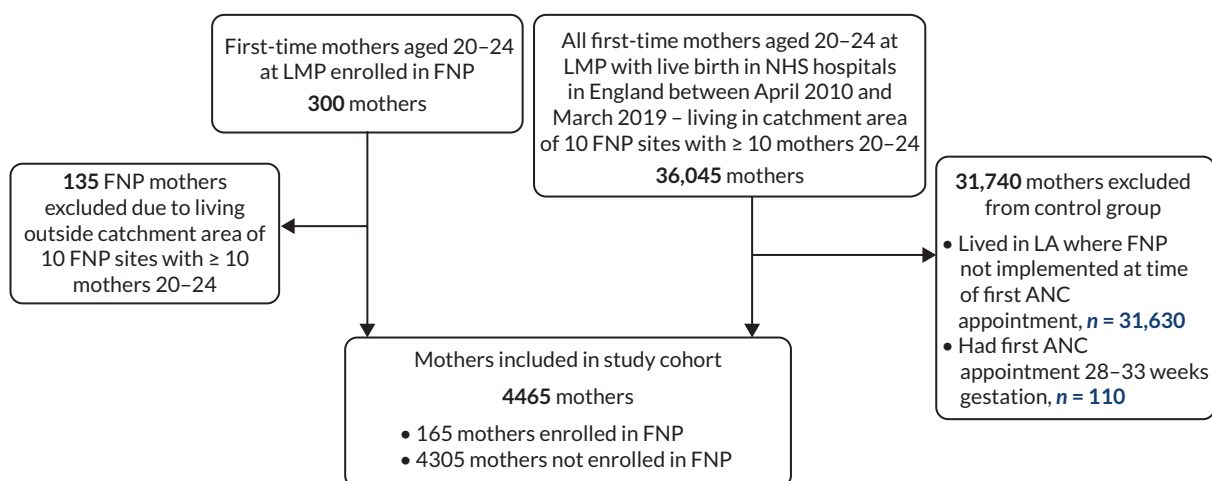 First-time mothers aged 20–24
at LMP enrolled in FNP
300 mothers
All first-time mothers aged 20–24 at
LMP with live birth in NHS hospitals
in England between April 2010 and
March 2019 – living in catchment area
of 10 FNP sites with ≥ 10 mothers 20–24
36,045 mothers
135 FNP mothers
excluded due to living
outside catchment area of
10 FNP sites with ≥ 10
mothers 20–24
31,740 mothers excluded
from control group
• Lived in LA where FNP
not implemented at time
of first ANC
appointment, n = 31,630
• Had first ANC
appointment 28–33 weeks
gestation, n = 110
Mothers included in study cohort
4465 mothers
• 165 mothers enrolled in FNP
• 4305 mothers not enrolled in FNP